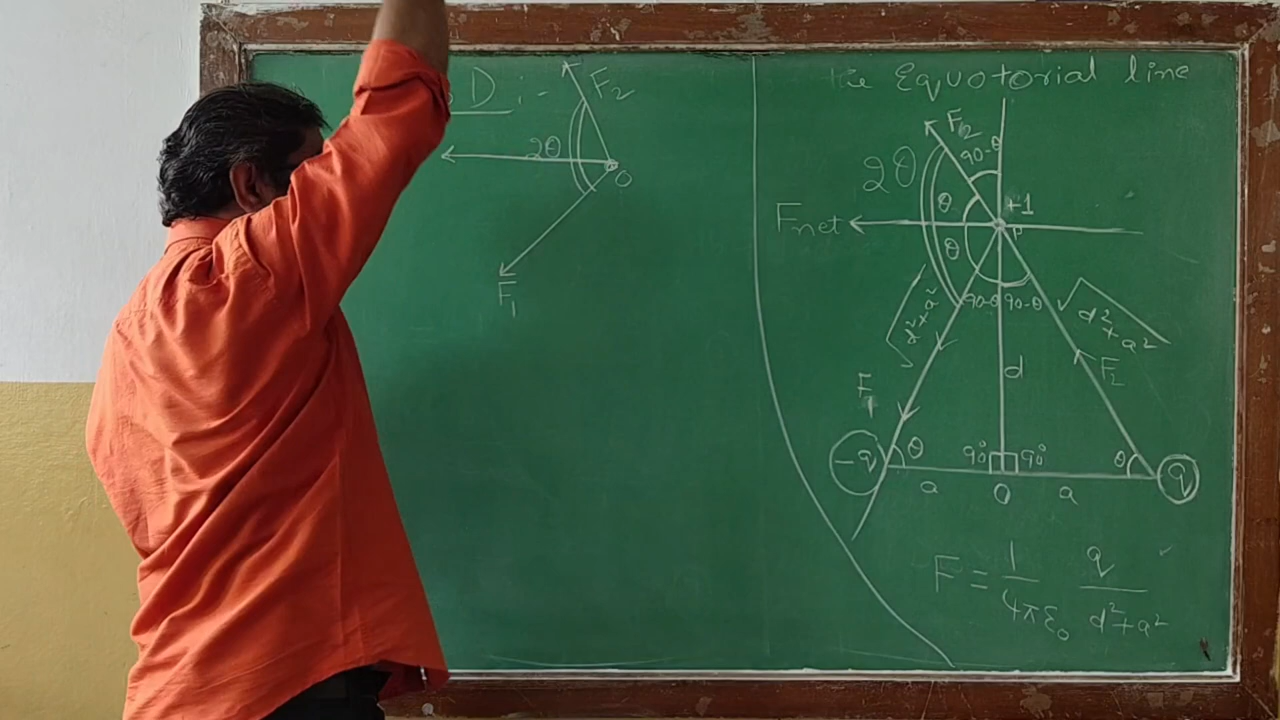 D :-
F2
2θ
O
F1
the Equotorial line
F2
90-θ
2θ
θ
+1
Fnet
P
θ
90-θ
90-θ
√d²+a²
d²+a²
d
F1
F2
-q
θ
90°
90°
θ
q
a
O
a
F = 1/4πε0 q/d²+a²